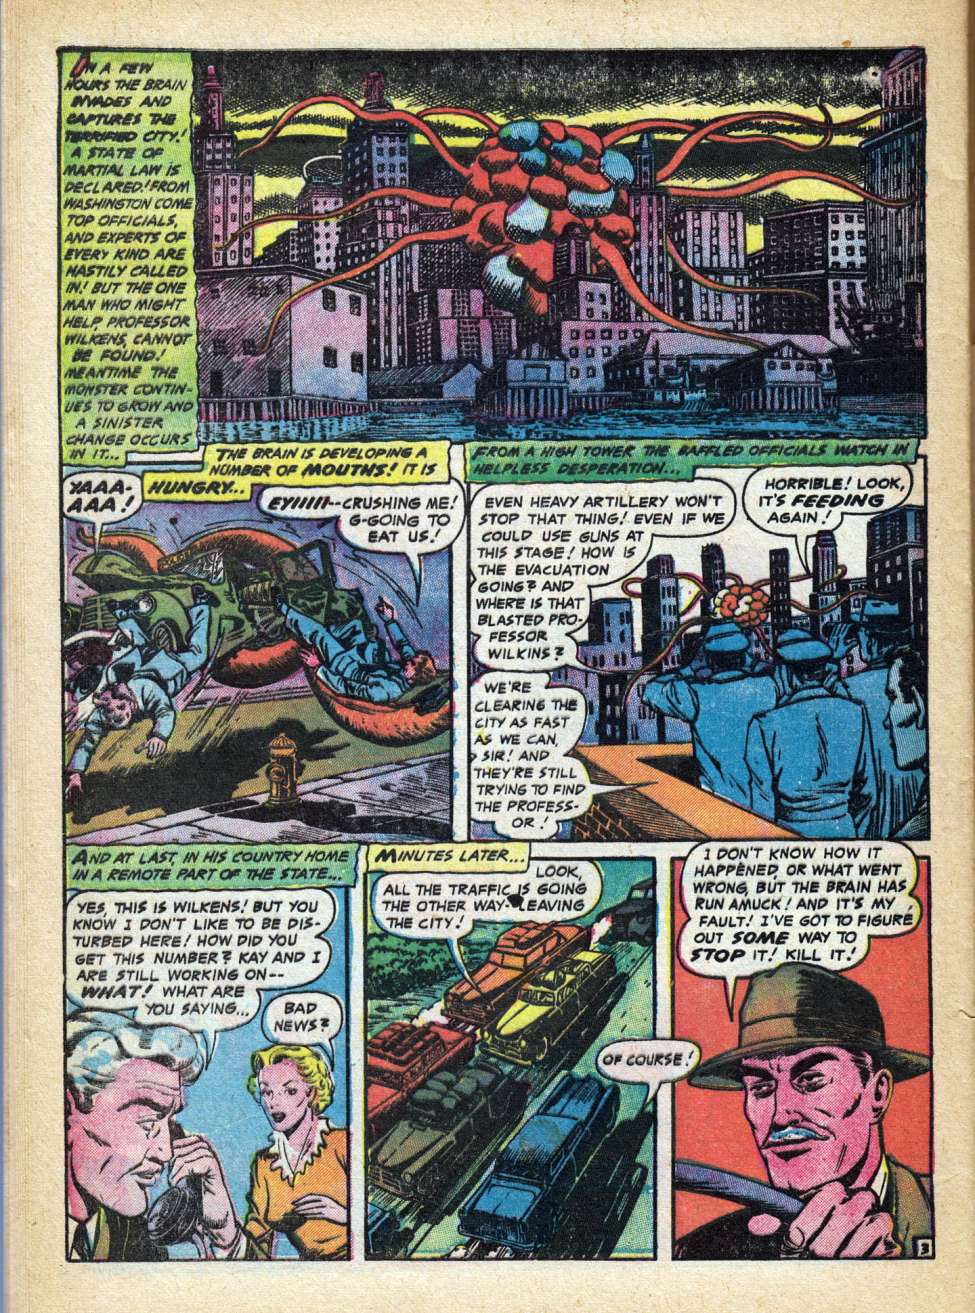 IN A FEW
HOURS THE BRAIN
INVADES AND
CAPTURES THE
TERRIFIED CITY!
A STATE OF
MARTIAL LAW IS
DECLARED! FROM
WASHINGTON COME
TOP OFFICIALS,
AND EXPERTS OF
EVERY KIND ARE
HASTILY CALLED
IN! BUT THE ONE
MAN WHO MIGHT
HELP, PROFESSOR
WILKENS, CANNOT
BE FOUND!
MEANTIME THE
MONSTER CONTIN-
UES TO GROW AND
A SINISTER
CHANGE OCCURS
IN IT...
THE BRAIN IS DEVELOPING A
NUMBER OF MOUTHS! IT IS
HUNGRY...
YAAA-
AAA!
EYIIIII--CRUSHING ME!
G-GOING TO
EAT US!
FROM A HIGH TOWER THE BAFFLED OFFICIALS WATCH IN
HELPLESS DESPERATION...
EVEN HEAVY ARTILLERY WON'T
STOP THAT THING! EVEN IF WE
COULD USE GUNS AT
THIS STAGE! HOW IS
THE EVACUATION
GOING? AND
WHERE IS THAT
BLASTED PRO-
FESSOR
WILKINS?
HORRIBLE! LOOK,
IT'S FEEDING
AGAIN!
WE'RE
CLEARING THE
CITY AS FAST
AS WE CAN,
SIR! AND
THEY'RE STILL
TRYING TO FIND
THE PROFESS-
OR!
AND AT LAST, IN HIS COUNTRY HOME
IN A REMOTE PART OF THE STATE...
YES, THIS IS WILKENS! BUT YOU
KNOW I DON'T LIKE TO BE DIS-
TURBED HERE! HOW DID YOU
GET THIS NUMBER? KAY AND I
ARE STILL WORKING ON--
WHAT! WHAT ARE
YOU SAYING...
BAD
NEWS?
MINUTES LATER...
LOOK,
ALL THE TRAFFIC IS GOING
THE OTHER WAY-LEAVING
THE CITY!
OF COURSE!
I DON'T KNOW HOW IT
HAPPENED, OR WHAT WENT
WRONG, BUT THE BRAIN HAS
RUN AMUCK! AND IT'S MY
FAULT! I'VE GOT TO FIGURE
OUT SOME WAY TO
STOP IT! KILL IT!
3